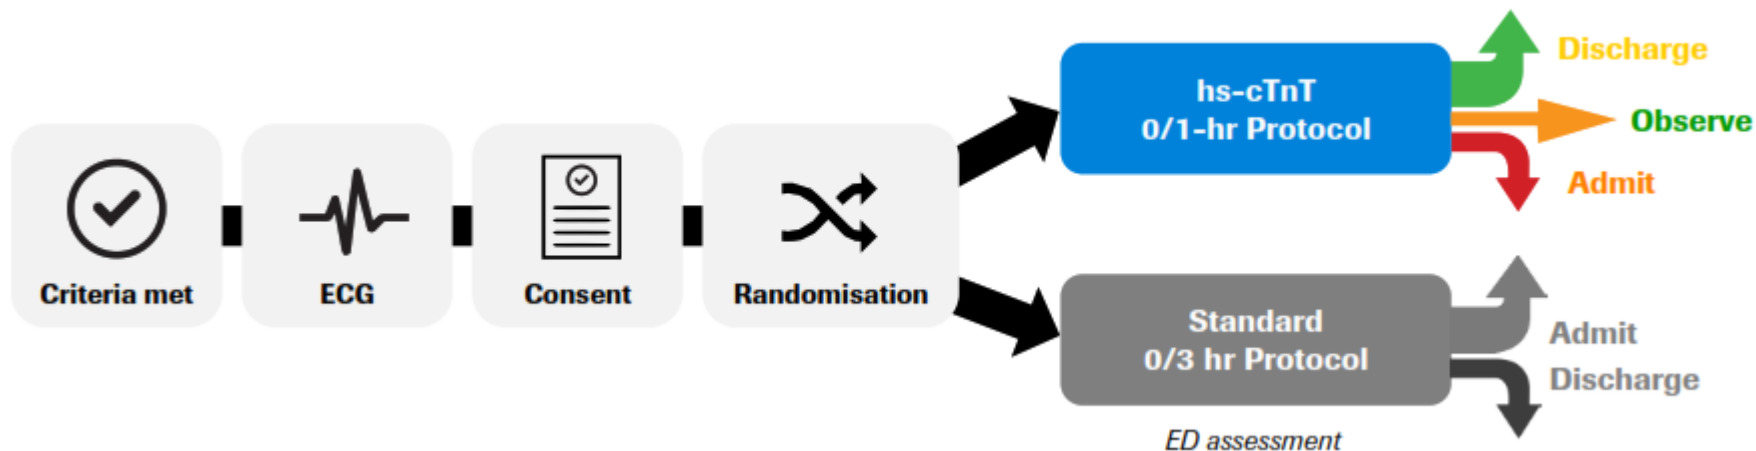 Criteria met
ECG
Consent
Randomisation
hs-cTnT
0/1-hr Protocol
Discharge
Observe
Admit
Standard
0/3 hr Protocol
Admit
Discharge
ED assessment